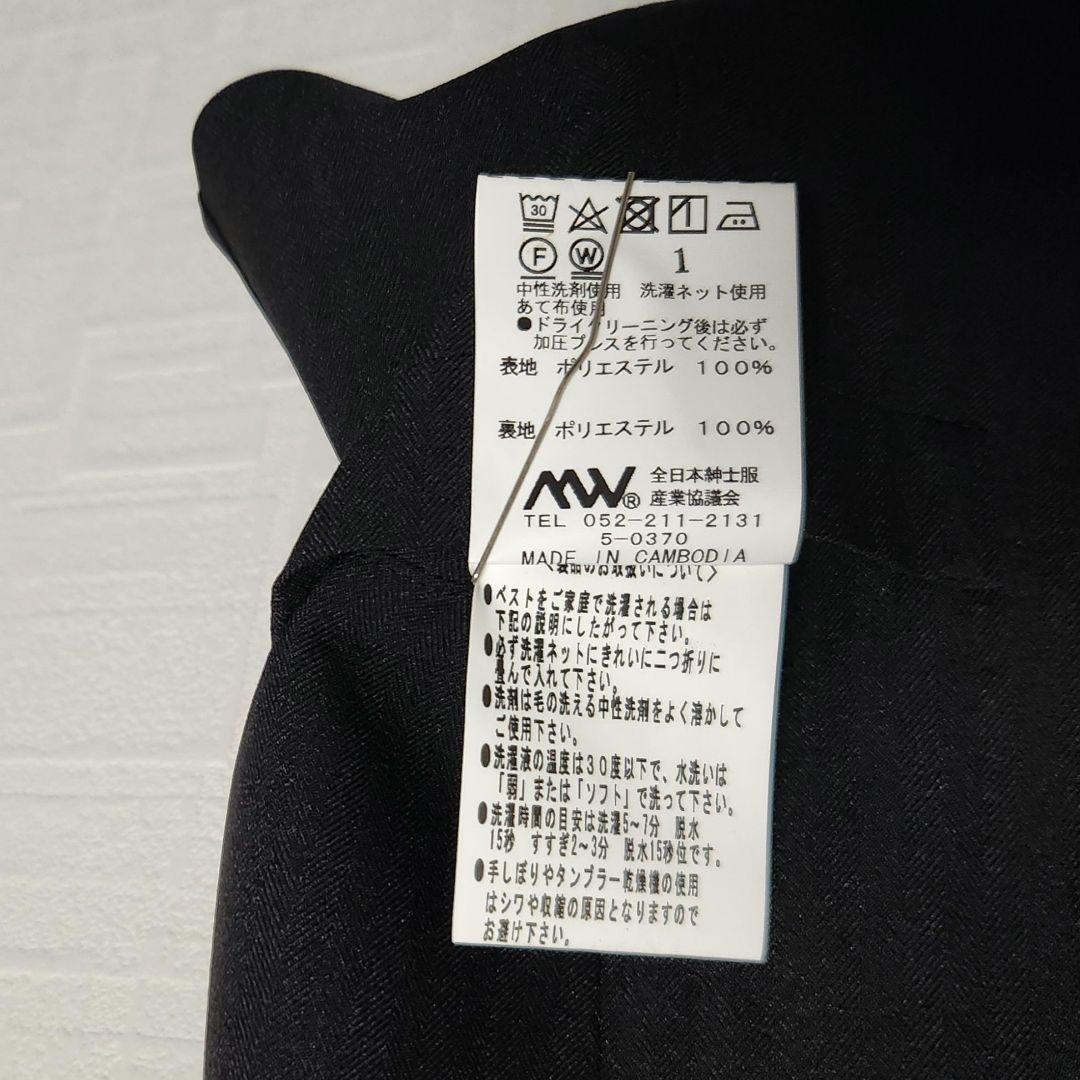 30
F W 1
中性洗剤使用 洗濯ネット使用
あて布使用
●ドライクリーニング後は必ず
加圧プレスを行ってください。
表地 ポリエステル 100%
裏地 ポリエステル 100%
MW® 全日本紳士服
産業協議会
TEL 052-211-2131
5-0370
MADE IN CAMBODIA
<製品のお取扱いについて>
●ベストをご家庭で洗濯される場合は
下記の説明にしたがって下さい。
●必ず洗濯ネットにきれいに二つ折りに
畳んで入れて下さい。
●洗剤は毛の洗える中性洗剤をよく溶かして
ご使用下さい。
●洗濯液の温度は30度以下で、水洗いは
「弱」または「ソフト」で洗って下さい。
●洗濯時間の目安は洗濯5~7分 脱水
15秒 すすぎ2~3分 脱水15秒位です。
●手しぼりやタンブラー乾燥機の使用
はシワや収縮の原因となりますので
お避け下さい。